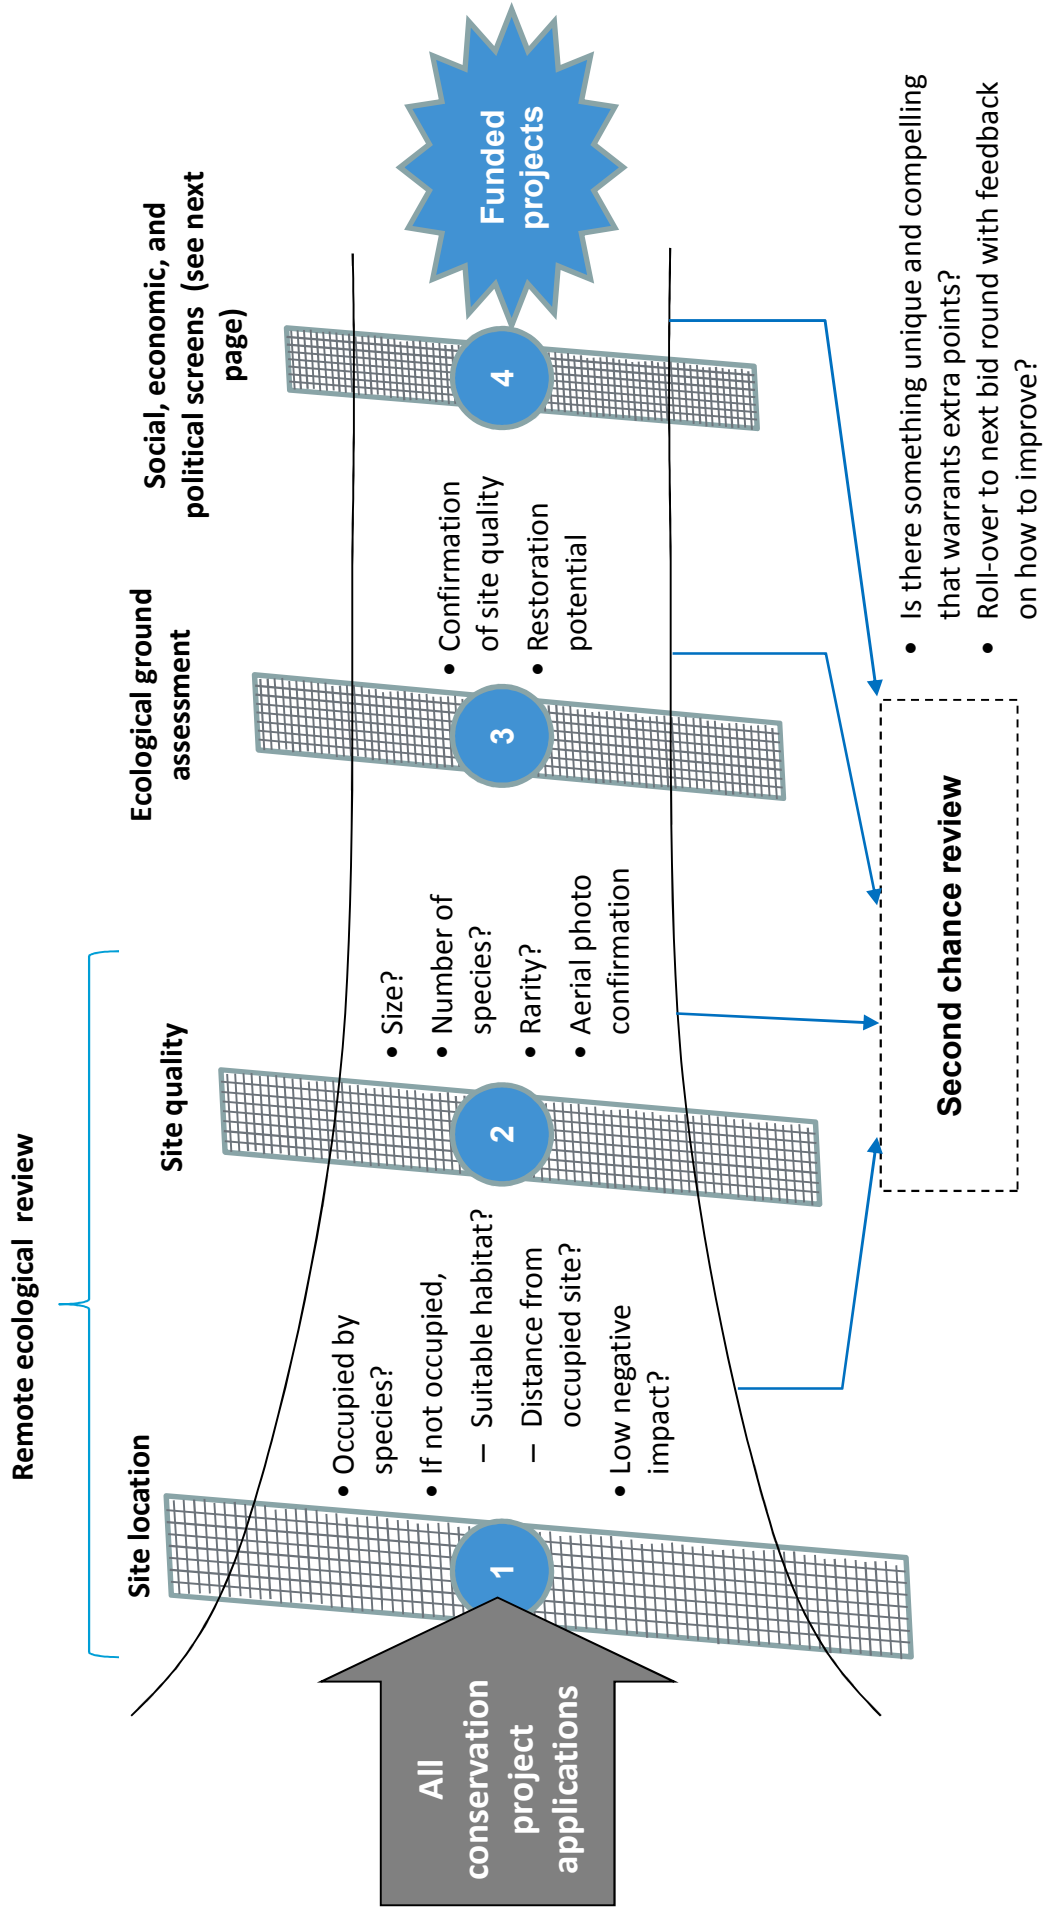 Remote ecological  review
Site location
Site quality
Ecological ground
assessment
Social, economic, and
political screens  (see next
page)
All
conservation
project
applications
1
• Occupied by
species?
• If not occupied,
– Suitable habitat?
– Distance from
occupied site?
• Low negative
impact?
2
• Size?
• Number of
species?
• Rarity?
• Aerial photo
confirmation
3
• Confirmation
of site quality
• Restoration
potential
4
Funded
projects
Second chance review
• Is there something unique and compelling
that warrants extra points?
• Roll-over to next bid round with feedback
on how to improve?